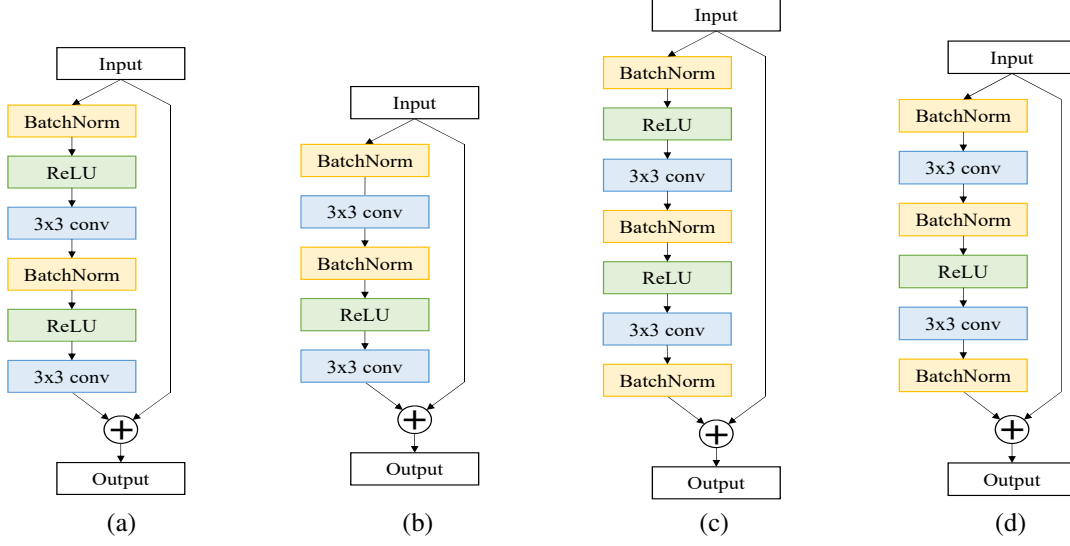 Input
BatchNorm
ReLU
3x3 conv
BatchNorm
ReLU
3x3 conv
Output
(a)
Input
BatchNorm
3x3 conv
BatchNorm
ReLU
3x3 conv
Output
(b)
Input
BatchNorm
ReLU
3x3 conv
BatchNorm
ReLU
3x3 conv
BatchNorm
Output
(c)
Input
BatchNorm
3x3 conv
BatchNorm
ReLU
3x3 conv
BatchNorm
Output
(d)